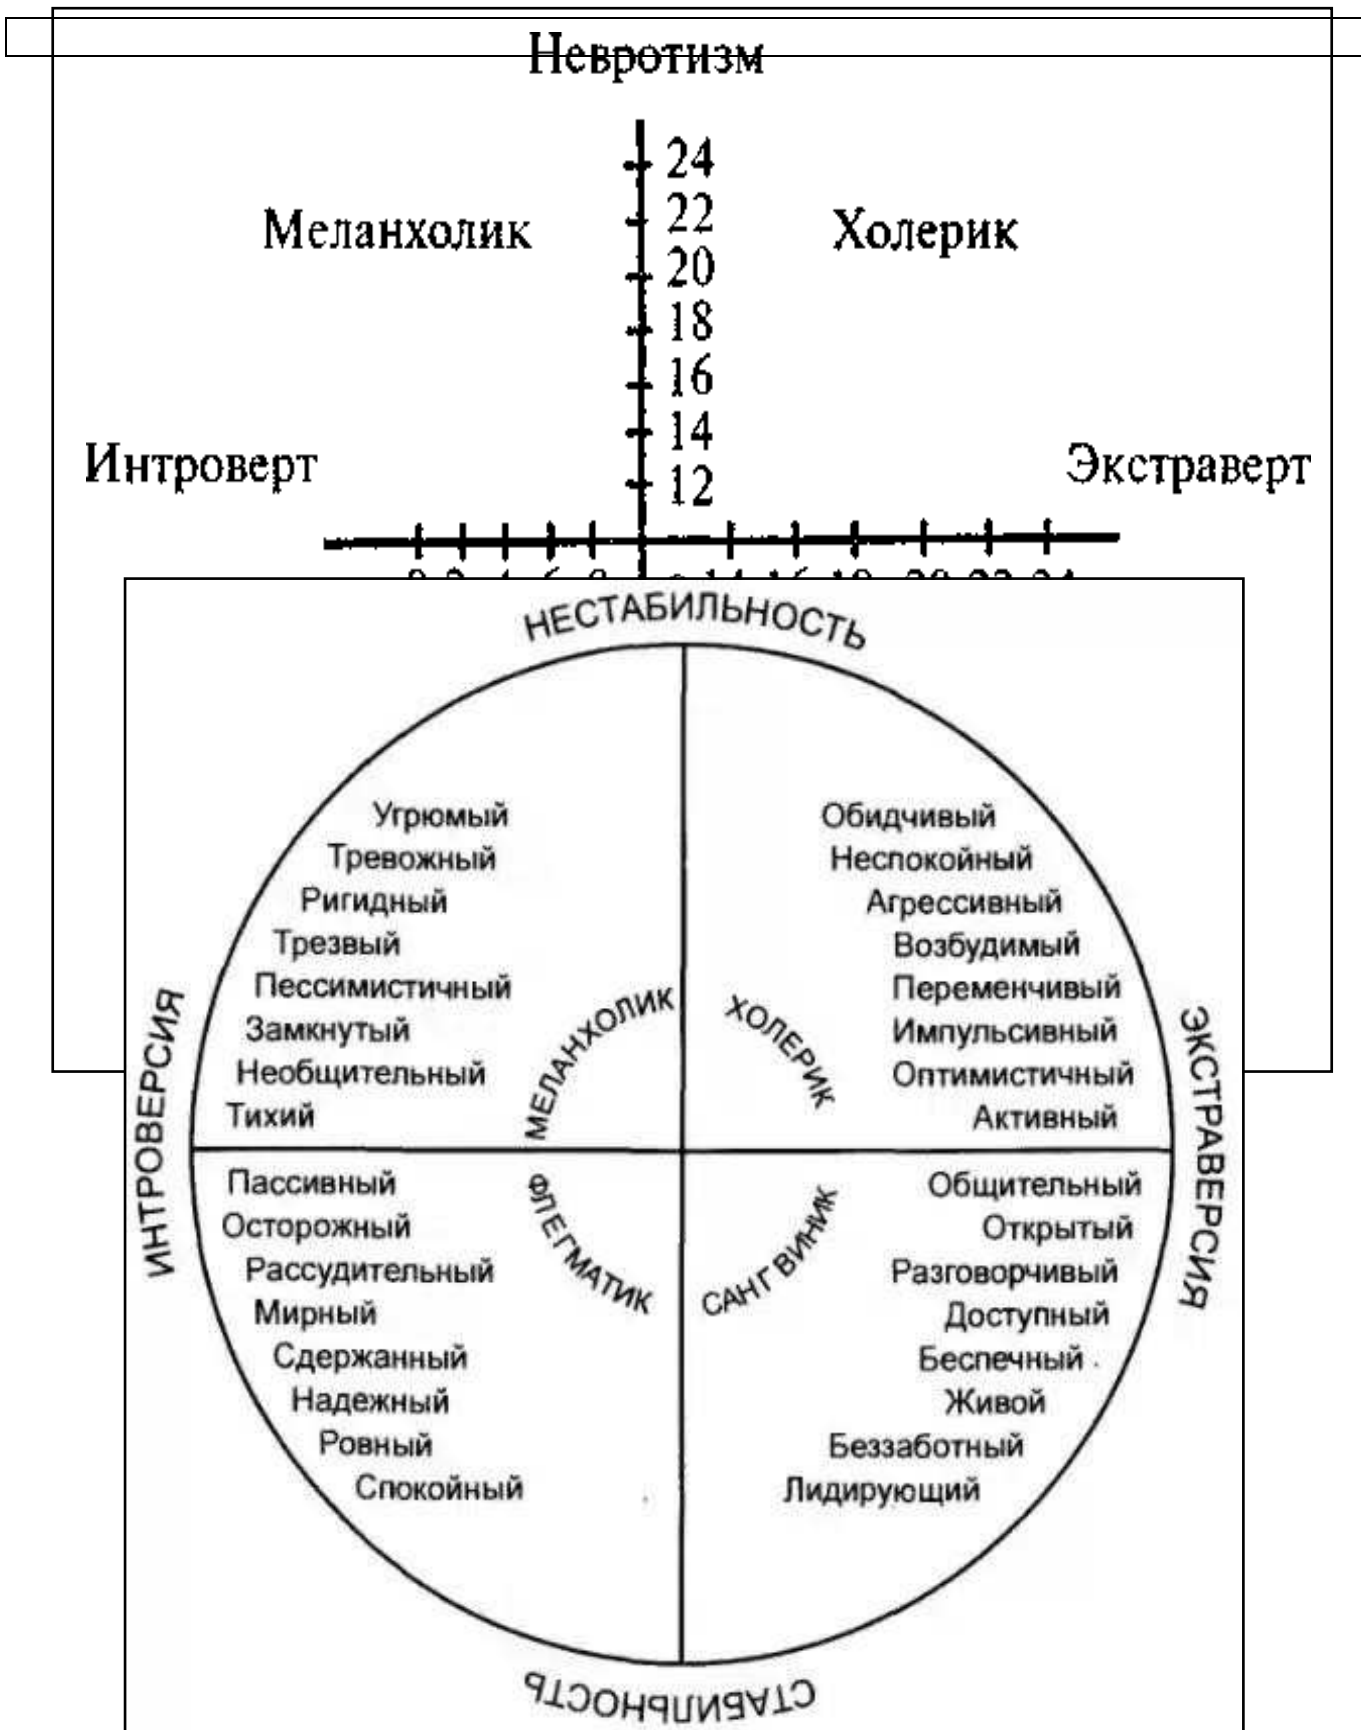 Невротизм
24
Меланхолик
22
Холерик
20
18
16
Интроверт
14
Экстраверт
12
НЕСТАБИЛЬНОСТЬ
Угрюмый
Тревожный
Ригидный
Трезвый
Пессимистичный
Замкнутый
Необщительный
Тихий
МЕЛАНХОЛИК
Обидчивый
Неспокойный
Агрессивный
Возбудимый
Переменчивый
Импульсивный
Оптимистичный
Активный
ХОЛЕРИК
ИНТРОВЕРСИЯ
ЭКСТРАВЕРСИЯ
Пассивный
Осторожный
Рассудительный
Мирный
Сдержанный
Надежный
Ровный
Спокойный
ФЛЕГМАТИК
Общительный
Открытый
Разговорчивый
Доступный
Беспечный
Живой
Беззаботный
Лидирующий
САНГВИНИК
СТАБИЛЬНОСТЬ